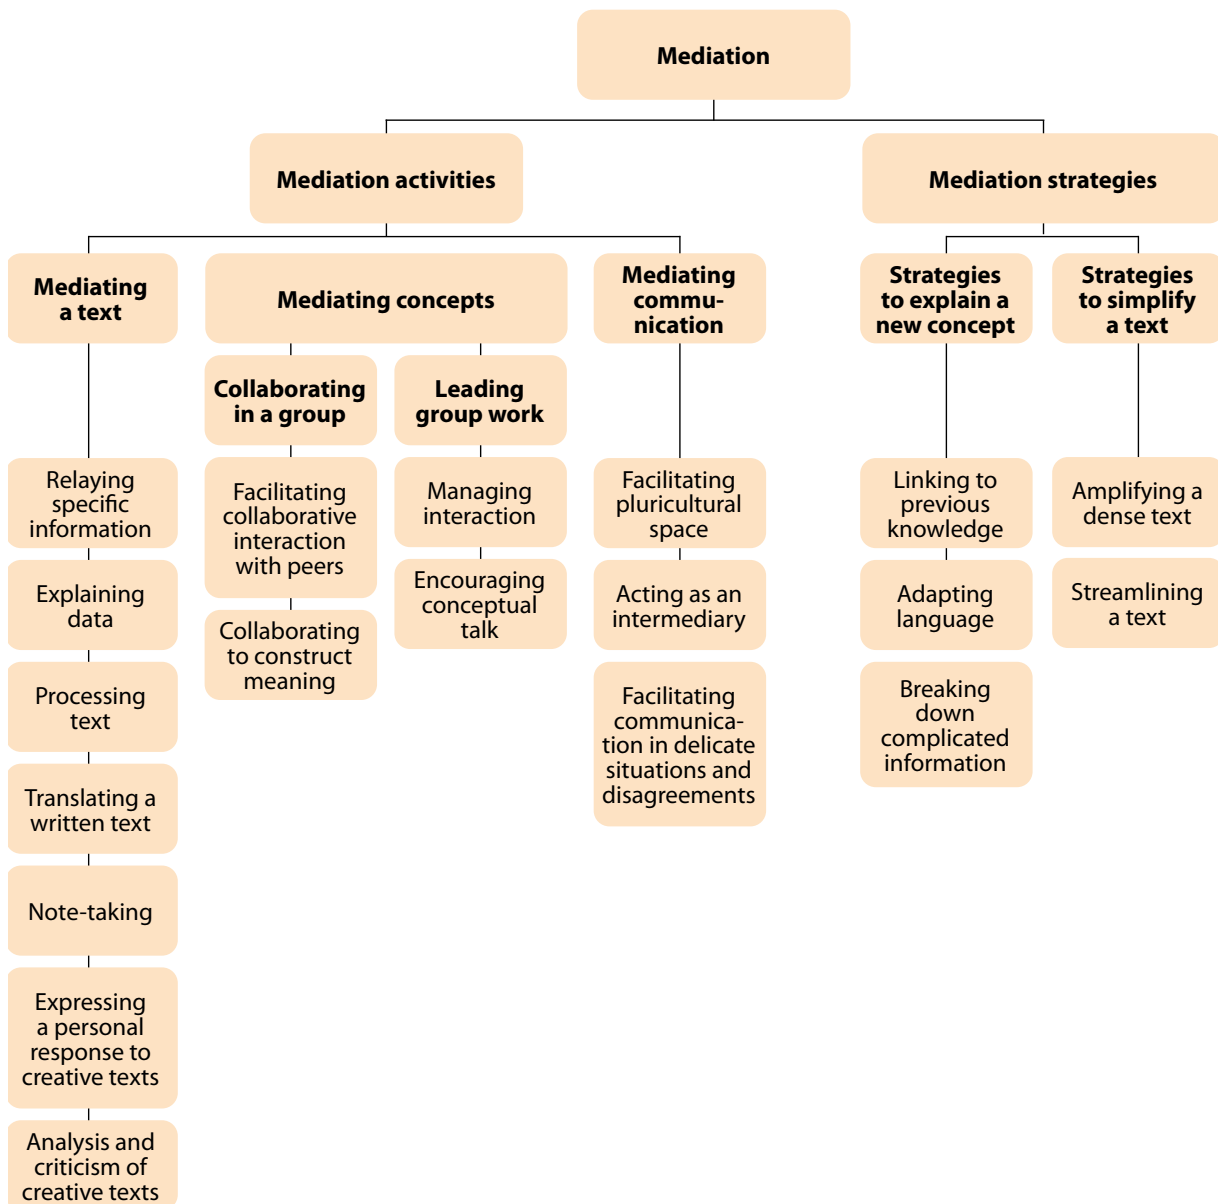 Mediation
Mediation activities
Mediation strategies
Mediating
a text
Mediating concepts
Mediating
commu-
nication
Strategies
to explain a
new concept
Strategies
to simplify
a text
Collaborating
in a group
Leading
group work
Relaying
specific
information
Facilitating
collaborative
interaction
with peers
Managing
interaction
Facilitating
pluricultural
space
Linking to
previous
knowledge
Amplifying a
dense text
Explaining
data
Collaborating
to construct
meaning
Encouraging
conceptual
talk
Acting as an
intermediary
Adapting
language
Streamlining
a text
Processing
text
Facilitating
communica-
tion in delicate
situations and
disagreements
Breaking
down
complicated
information
Translating a
written text
Note-taking
Expressing
a personal
response to
creative texts
Analysis and
criticism of
creative texts